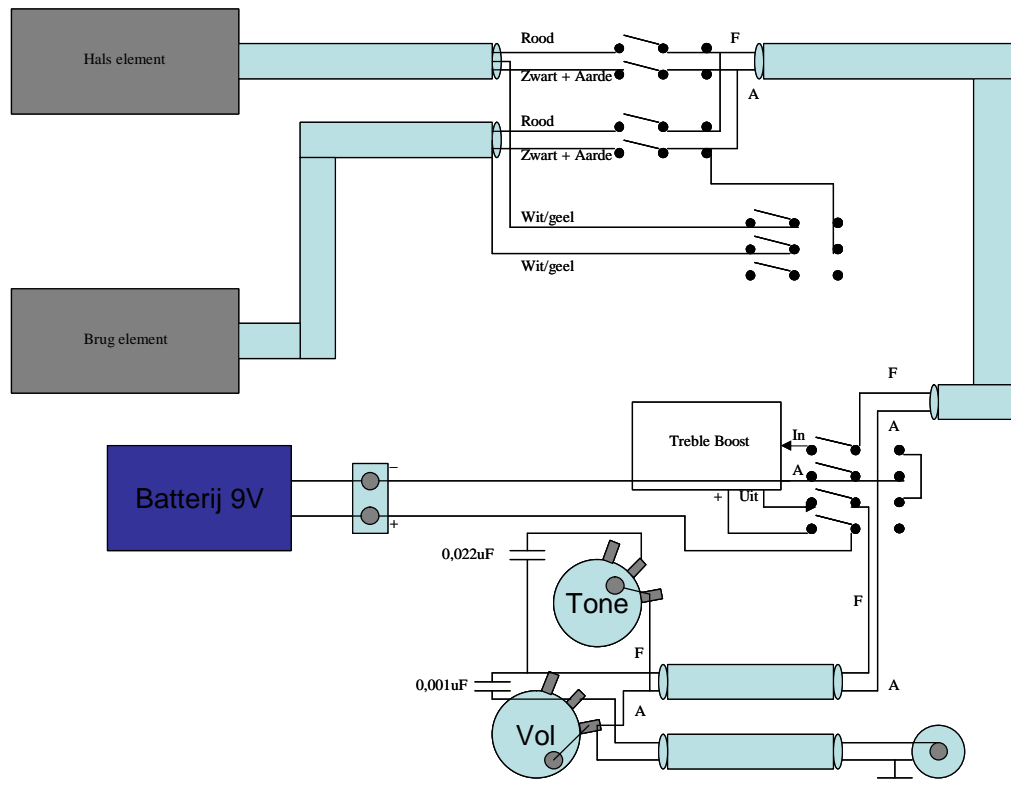 Hals element
Rood
F
Zwart + Aarde
A
Rood
Zwart + Aarde
Wit/geel
Wit/geel
Brug element
F
A
Treble Boost
In
A
Batterij 9V
–
+
+
Uit
0,022uF
Tone
F
F
0,001uF
A
A
Vol